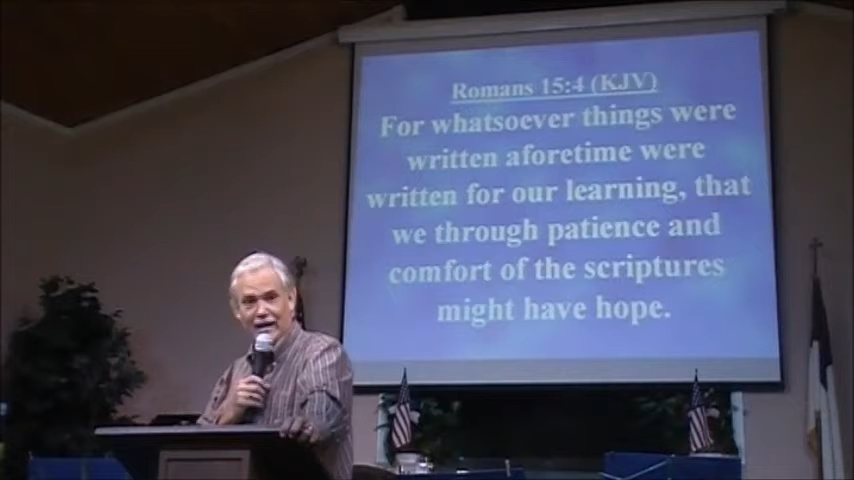 Romans 15:4 (KJV)
For whatsoever things were
written aforetime were
written for our learning, that
we through patience and
comfort of the scriptures
might have hope.